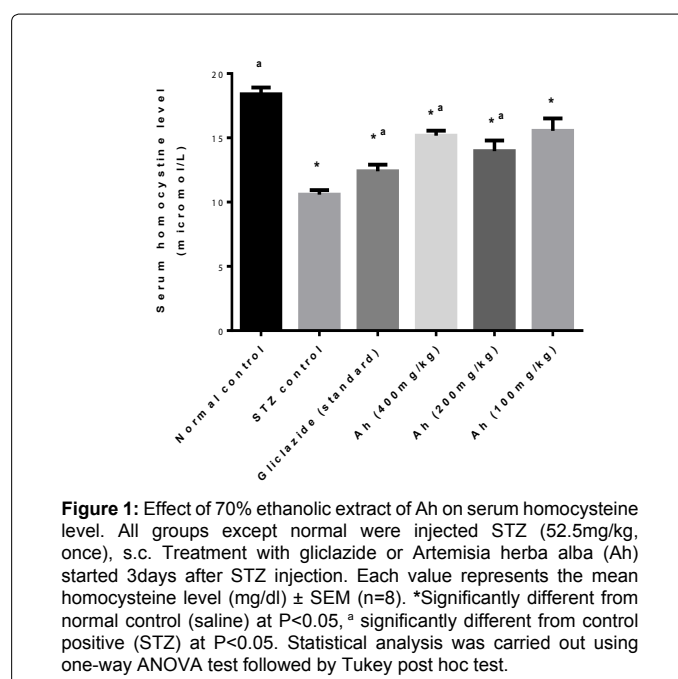 a
20
* a
*
* a
15
* a
*
10
5
0
Serum homocystine level
(micromol/L)
Normal control
STZ control
Gliclazide (standard)
Ah (400mg/kg)
Ah (200mg/kg)
Ah (100mg/kg)
Figure 1: Effect of 70% ethanolic extract of Ah on serum homocysteine
level. All groups except normal were injected STZ (52.5mg/kg,
once), s.c. Treatment with gliclazide or Artemisia herba alba (Ah)
started 3days after STZ injection. Each value represents the mean
homocysteine level (mg/dl) ± SEM (n=8). *Significantly different from
normal control (saline) at P<0.05, ᵃ significantly different from control
positive (STZ) at P<0.05. Statistical analysis was carried out using
one-way ANOVA test followed by Tukey post hoc test.